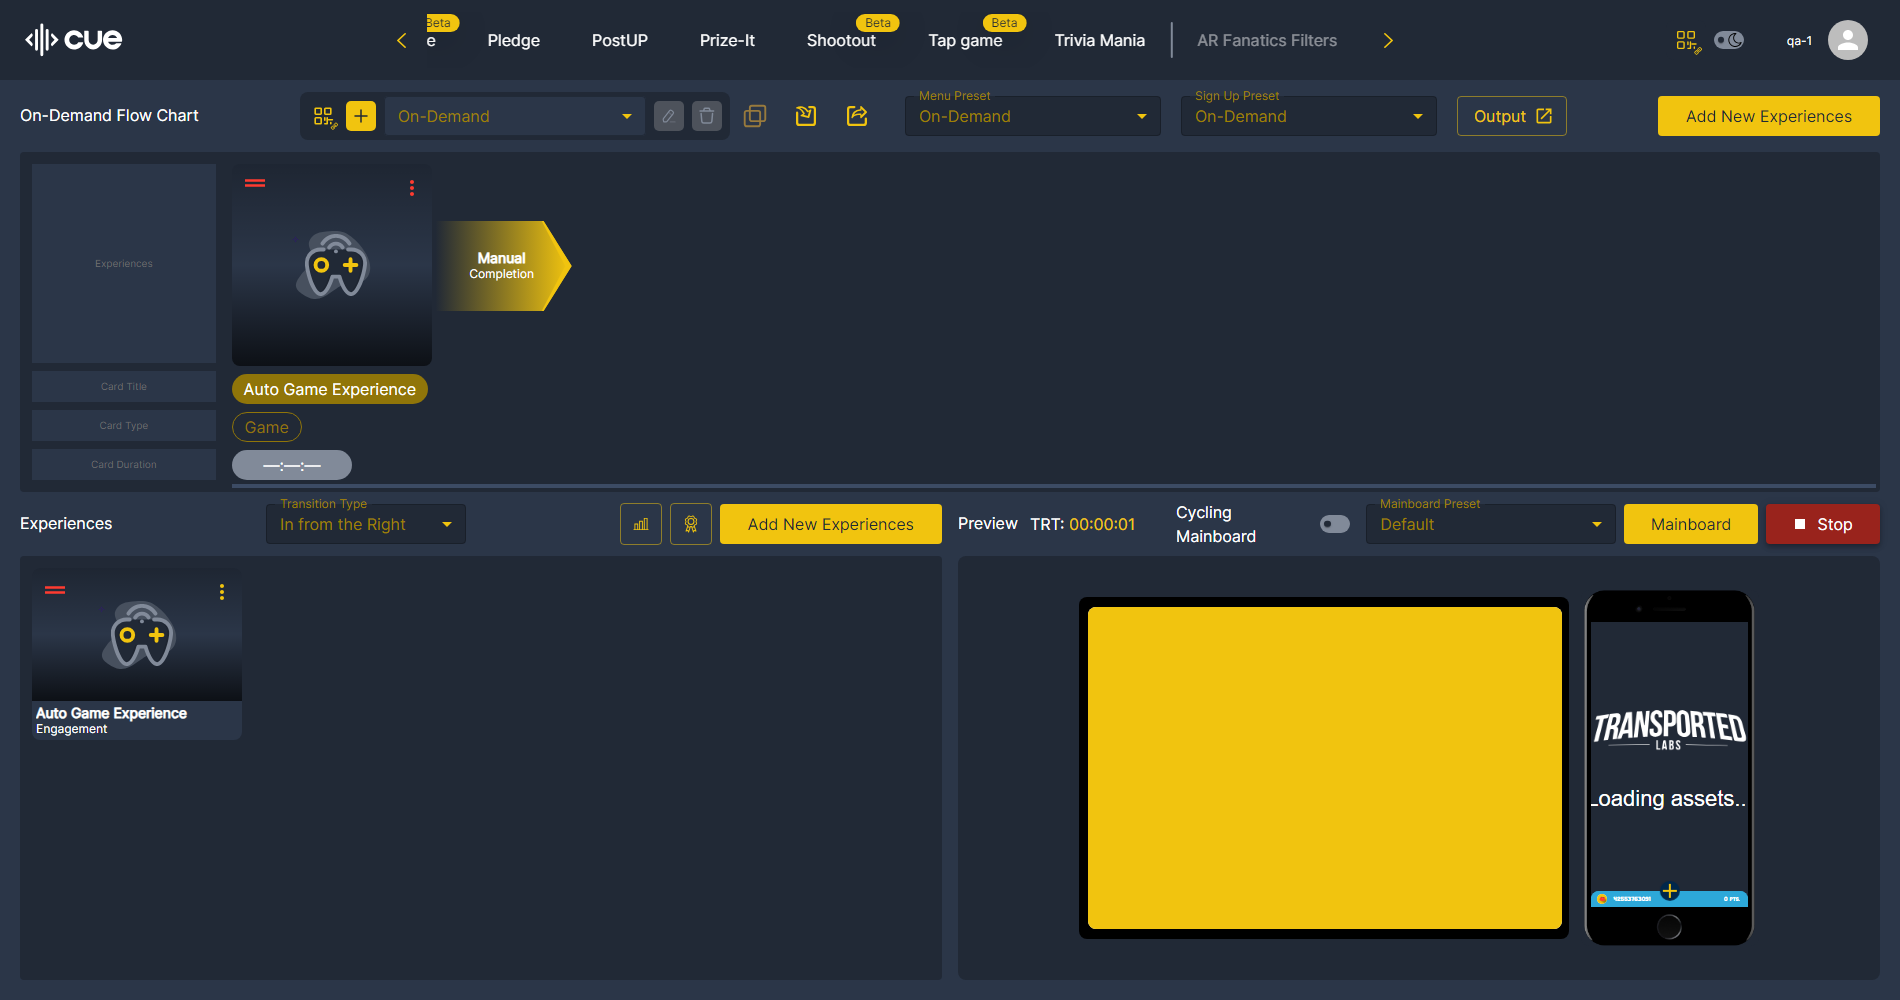 cue
Beta
e
Pledge
PostUP
Prize-It
Shootout
Beta
Tap game
Beta
Trivia Mania
AR Fanatics Filters
qa-1
On-Demand Flow Chart
On-Demand
Menu Preset
On-Demand
Sign Up Preset
On-Demand
Output
Add New Experiences
Experiences
Manual
Completion
Card Title
Auto Game Experience
Card Type
Game
Card Duration
—:—:—
Experiences
Transition Type
In from the Right
Add New Experiences
Preview
TRT: 00:00:01
Cycling
Mainboard
Mainboard Preset
Default
Mainboard
Stop
Auto Game Experience
Engagement
TRANSPORTED
LABS
Loading assets..
0 PTS.